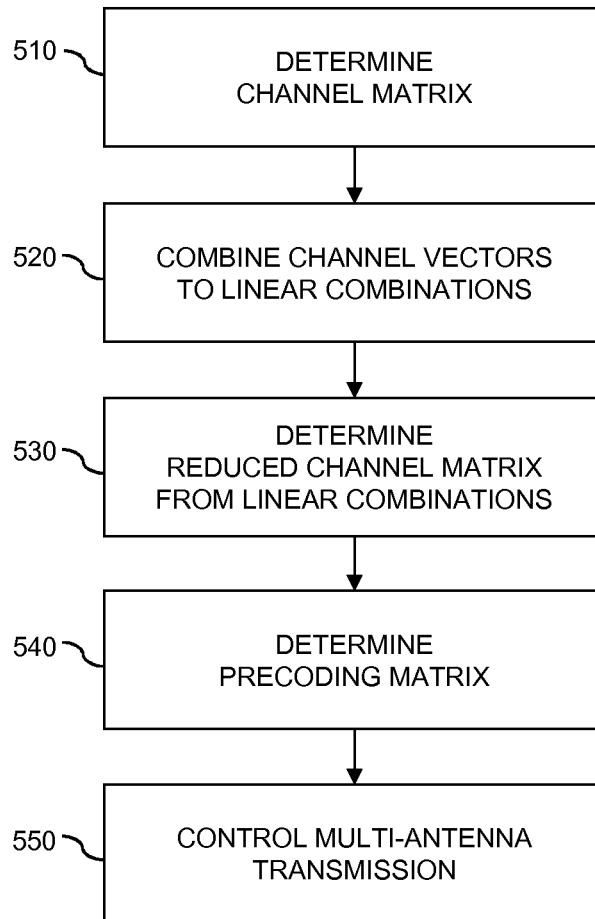 510
DETERMINE
CHANNEL MATRIX
520
COMBINE CHANNEL VECTORS
TO LINEAR COMBINATIONS
530
DETERMINE
REDUCED CHANNEL MATRIX
FROM LINEAR COMBINATIONS
540
DETERMINE
PRECODING MATRIX
550
CONTROL MULTI-ANTENNA
TRANSMISSION